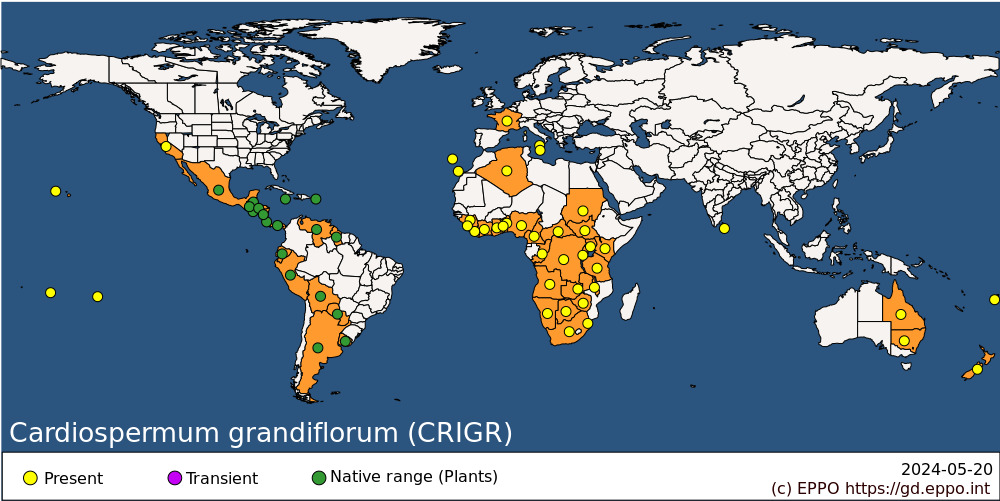 Cardiospermum grandiflorum (CRIGR)
Present
Transient
Native range (Plants)
2024-05-20
(c) EPPO https://gd.eppo.int